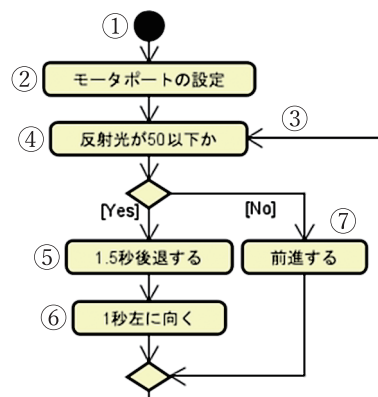 ①
② モータポートの設定
③
④ 反射光が50以下か
[Yes] [No]
⑦
⑤ 1.5秒後退する 前進する
⑥ 1秒左に向く